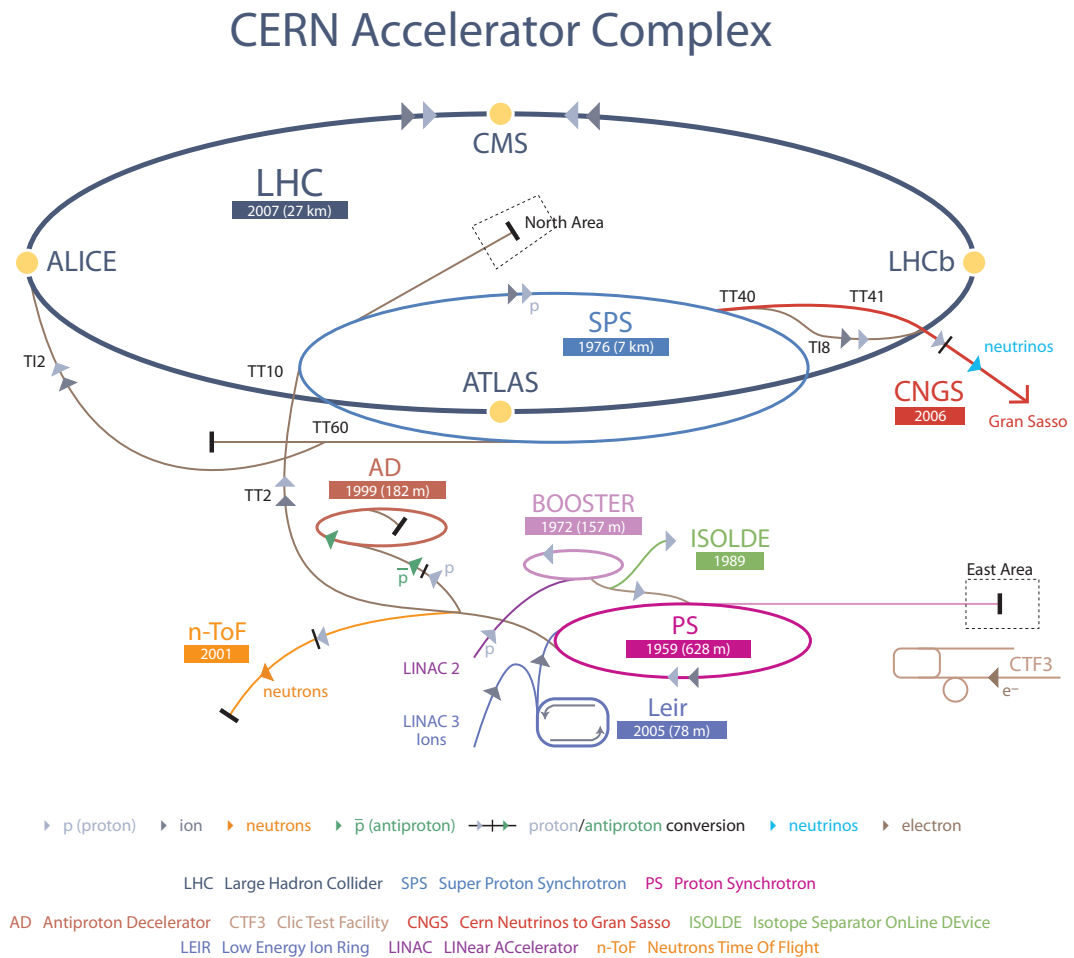 CERN Accelerator Complex
CMS
LHC
2007 (27 km)
North Area
ALICE
LHCb
p
TT40
TT41
SPS
1976 (7 km)
TI8
neutrinos
TI2
TT10
ATLAS
CNGS
2006
Gran Sasso
TT60
AD
1999 (182 m)
TT2
BOOSTER
1972 (157 m)
ISOLDE
1989
p̅
p
East Area
n-ToF
2001
PS
1959 (628 m)
p
LINAC 2
neutrons
CTF3
e–
LINAC 3
Ions
Leir
2005 (78 m)
p (proton) ion neutrons p̅ (antiproton) proton/antiproton conversion neutrinos electron
LHC Large Hadron Collider SPS Super Proton Synchrotron PS Proton Synchrotron
AD Antiproton Decelerator CTF3 Clic Test Facility CNGS Cern Neutrinos to Gran Sasso ISOLDE Isotope Separator OnLine DEvice
LEIR Low Energy Ion Ring LINAC LINear ACcelerator n-ToF Neutrons Time Of Flight